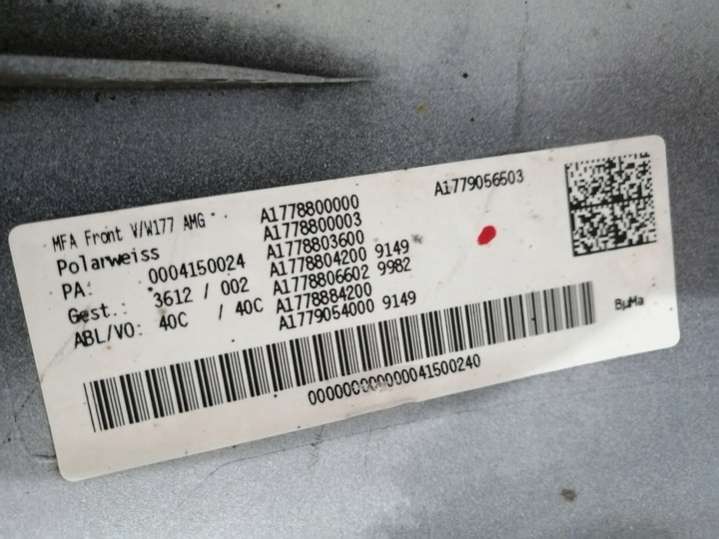 MFA Front V/W177 AMG
Polarweiss
PA: 0004150024
Gest.: 3612 / 002
ABL/VO: 40C / 40C
A1778800000
A1778800003
A1778803600
A1778804200 9149
A1778806602 9982
A1778884200
A1779054000 9149
A1779056503
BµMa
000000000000041500240